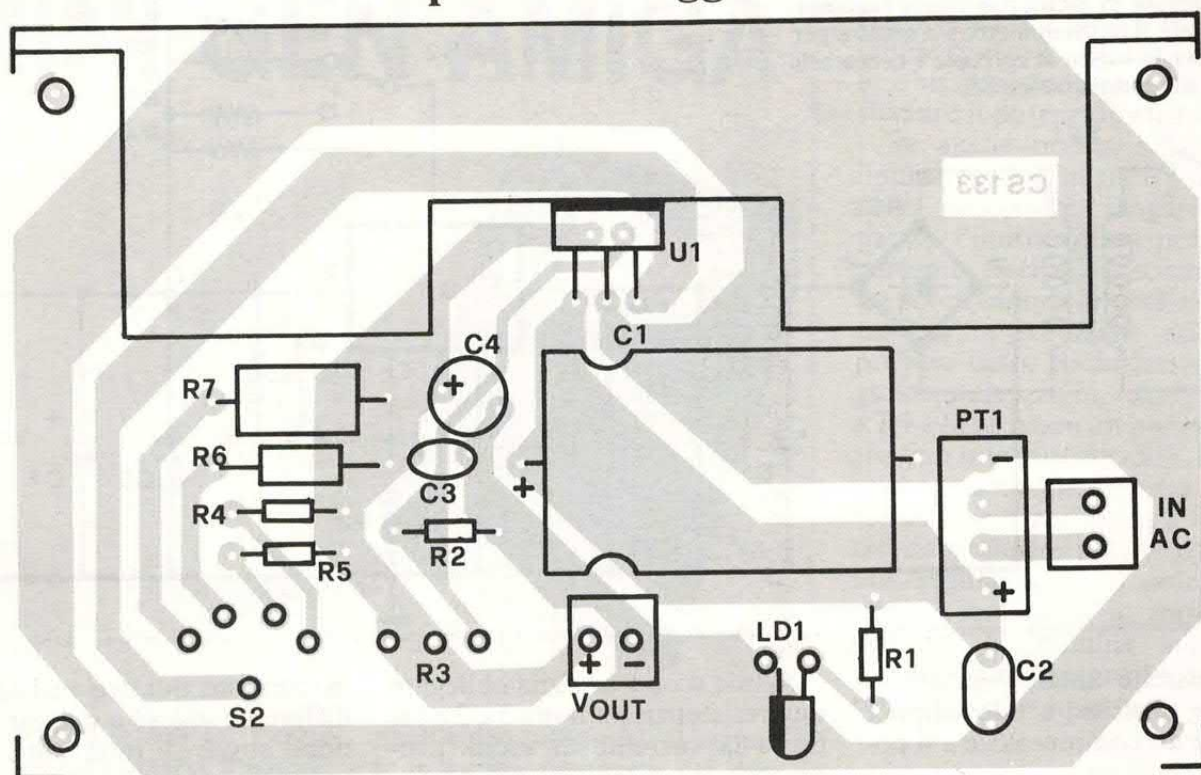 CS133
U1
C1
C4
R7
+
PT1
R6
-
C3
+
R4
IN
AC
R2
R5
+
LD1
R1
R3
+ -
C2
S2
VOUT